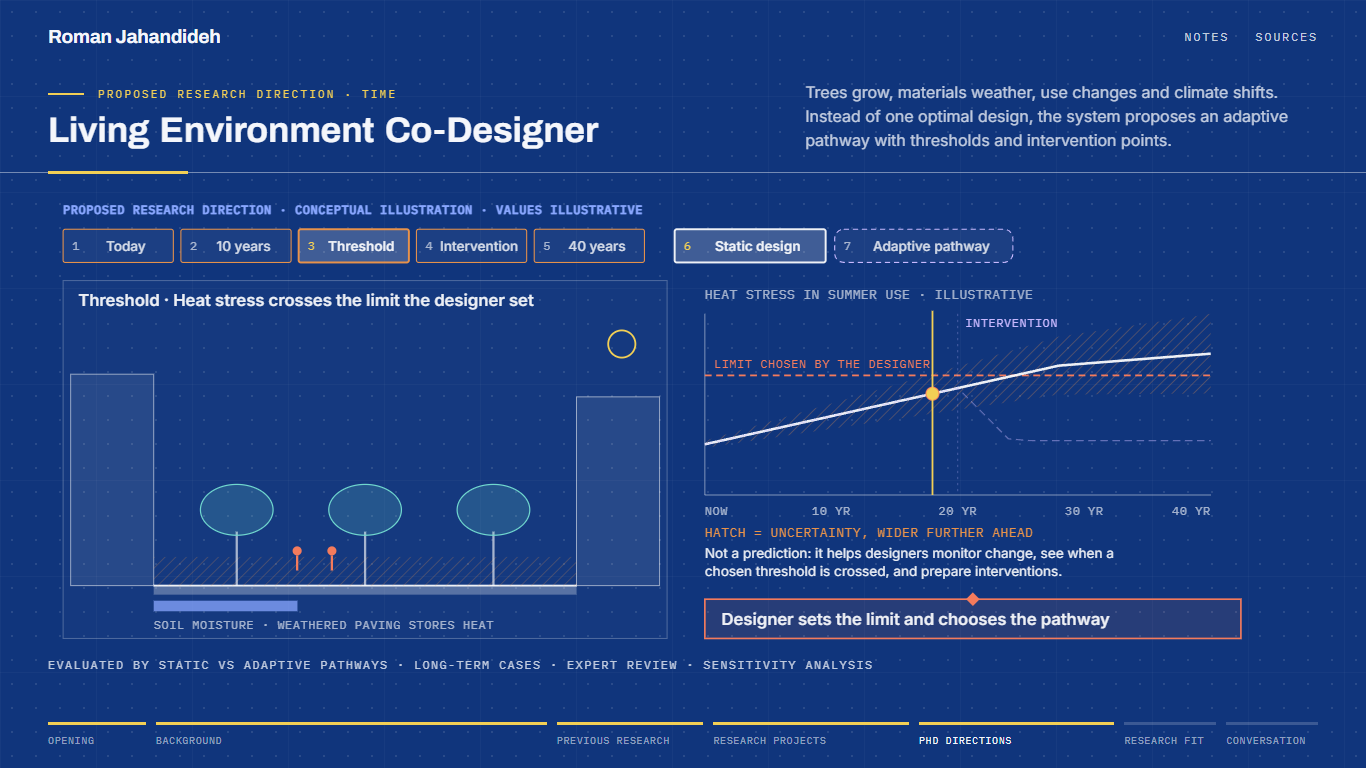 Roman Jahandideh
NOTES SOURCES
PROPOSED RESEARCH DIRECTION · TIME
Living Environment Co-Designer
Trees grow, materials weather, use changes and climate shifts.
Instead of one optimal design, the system proposes an adaptive
pathway with thresholds and intervention points.
PROPOSED RESEARCH DIRECTION · CONCEPTUAL ILLUSTRATION · VALUES ILLUSTRATIVE
1 Today 2 10 years 3 Threshold 4 Intervention 5 40 years 6 Static design 7 Adaptive pathway
Threshold · Heat stress crosses the limit the designer set
SOIL MOISTURE · WEATHERED PAVING STORES HEAT
HEAT STRESS IN SUMMER USE · ILLUSTRATIVE
INTERVENTION
LIMIT CHOSEN BY THE DESIGNER
NOW 10 YR 20 YR 30 YR 40 YR
HATCH = UNCERTAINTY, WIDER FURTHER AHEAD
Not a prediction: it helps designers monitor change, see when a
chosen threshold is crossed, and prepare interventions.
Designer sets the limit and chooses the pathway
EVALUATED BY STATIC VS ADAPTIVE PATHWAYS · LONG-TERM CASES · EXPERT REVIEW · SENSITIVITY ANALYSIS
OPENING BACKGROUND PREVIOUS RESEARCH RESEARCH PROJECTS PHD DIRECTIONS RESEARCH FIT CONVERSATION